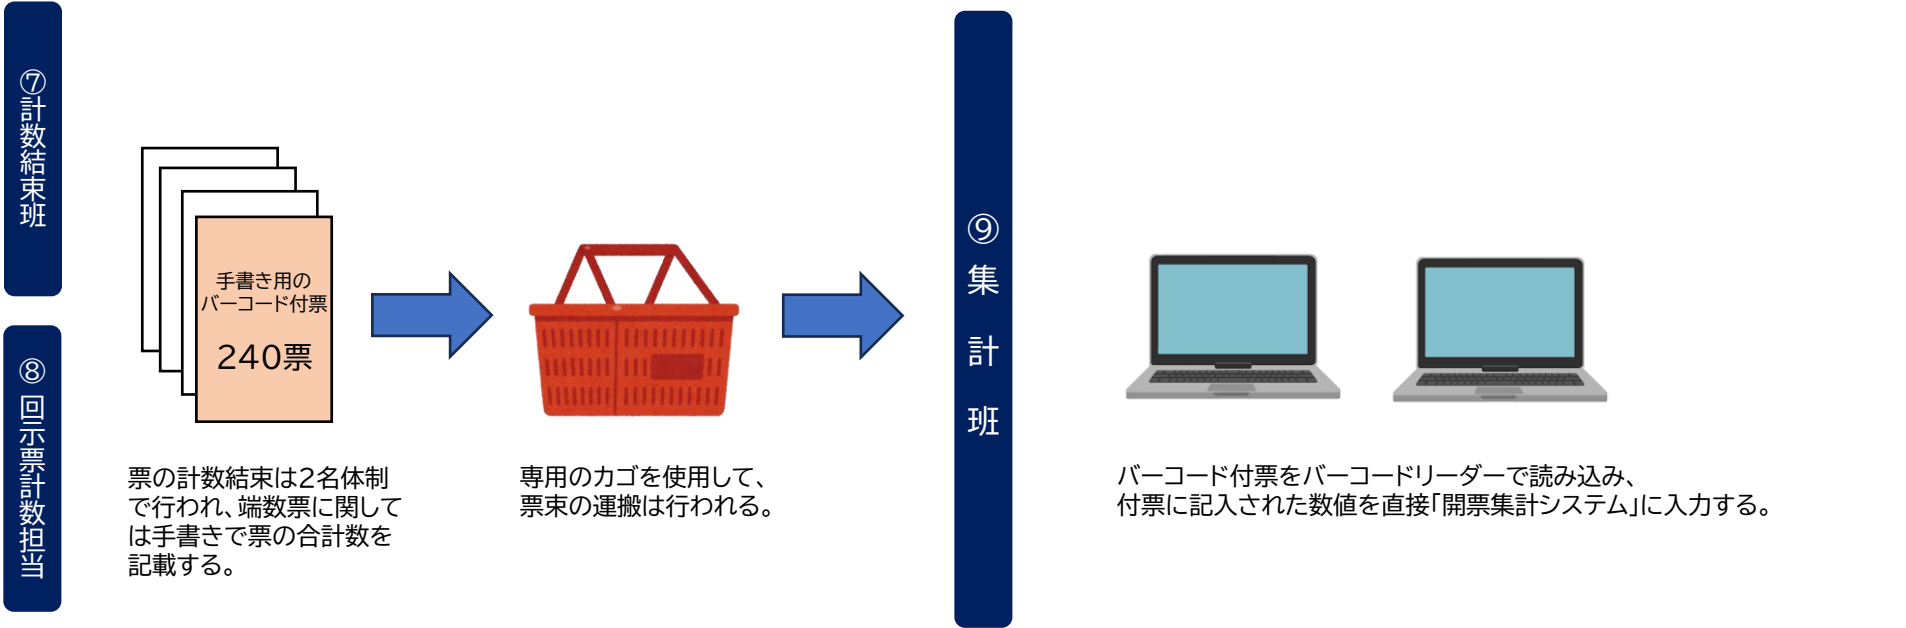 ⑦計数結束班
⑧回示票計数担当
手書き用の
バーコード付票
240票
票の計数結束は2名体制
で行われ、端数票に関して
は手書きで票の合計数を
記載する。
専用のカゴを使用して、
票束の運搬は行われる。
⑨集計班
バーコード付票をバーコードリーダーで読み込み、
付票に記入された数値を直接「開票集計システム」に入力する。